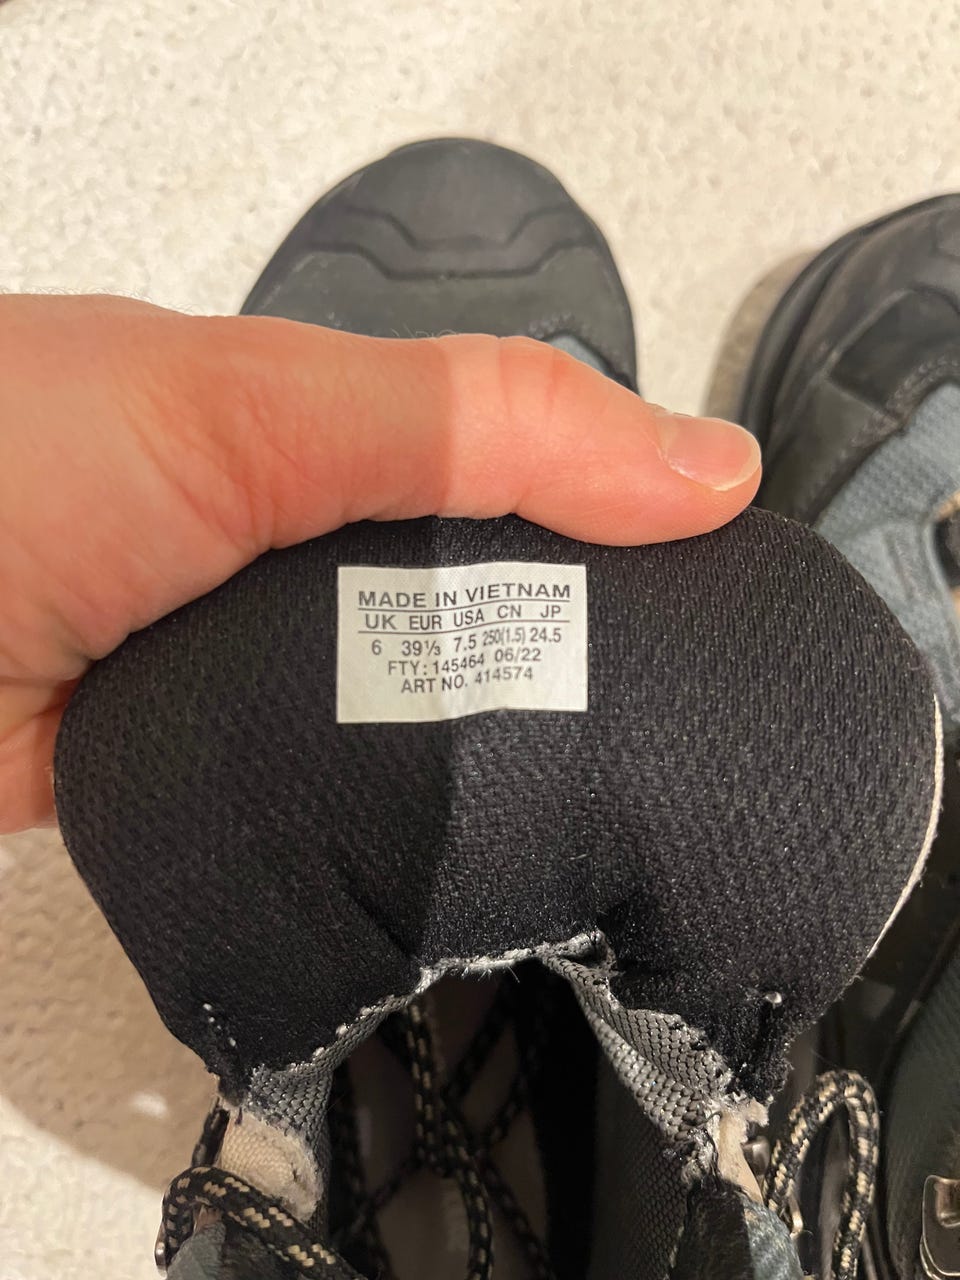 MADE IN VIETNAM
UK EUR USA CN JP
6 39⅓ 7.5 250(1.5) 24.5
FTY: 145464 06/22
ART NO. 414574